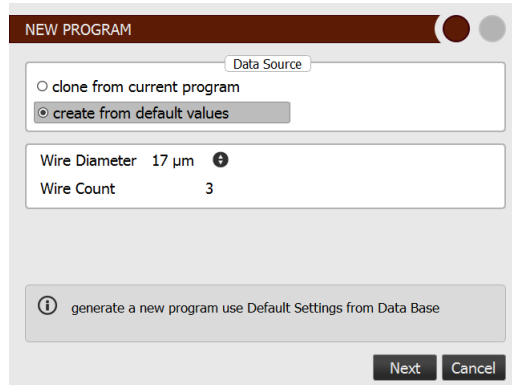 NEW PROGRAM
Data Source
clone from current program
create from default values
Wire Diameter 17 µm
Wire Count 3
generate a new program use Default Settings from Data Base
Next Cancel